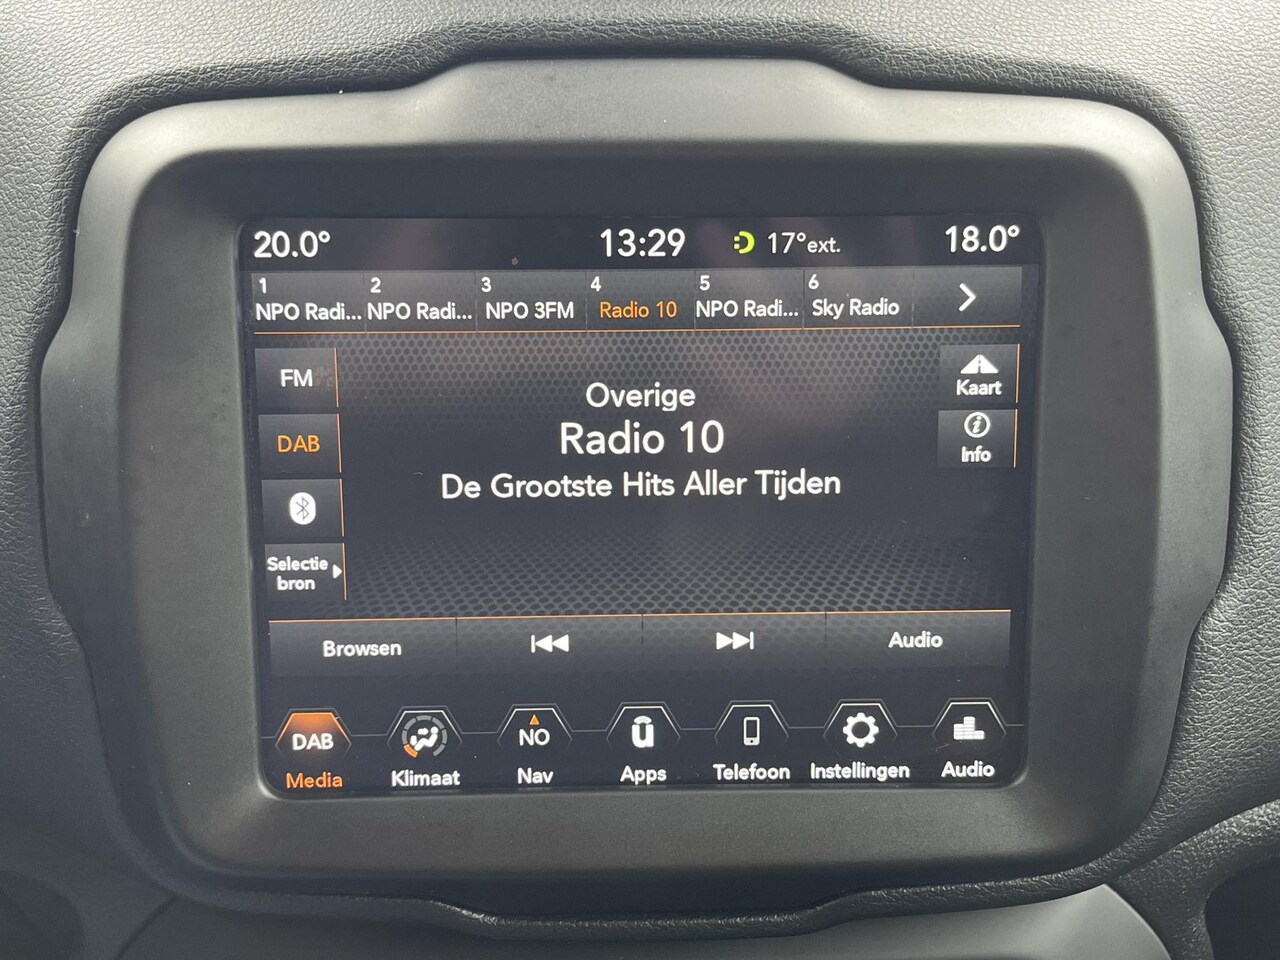 20.0° 13:29 17°ext. 18.0°
1 2 3 4 5 6
NPO Radi... NPO Radi... NPO 3FM Radio 10 NPO Radi... Sky Radio
FM
Kaart
Overige
DAB
Radio 10
Info
De Grootste Hits Aller Tijden
Selectie
bron
Browsen Audio
DAB NO
Media Klimaat Nav Apps Telefoon Instellingen Audio